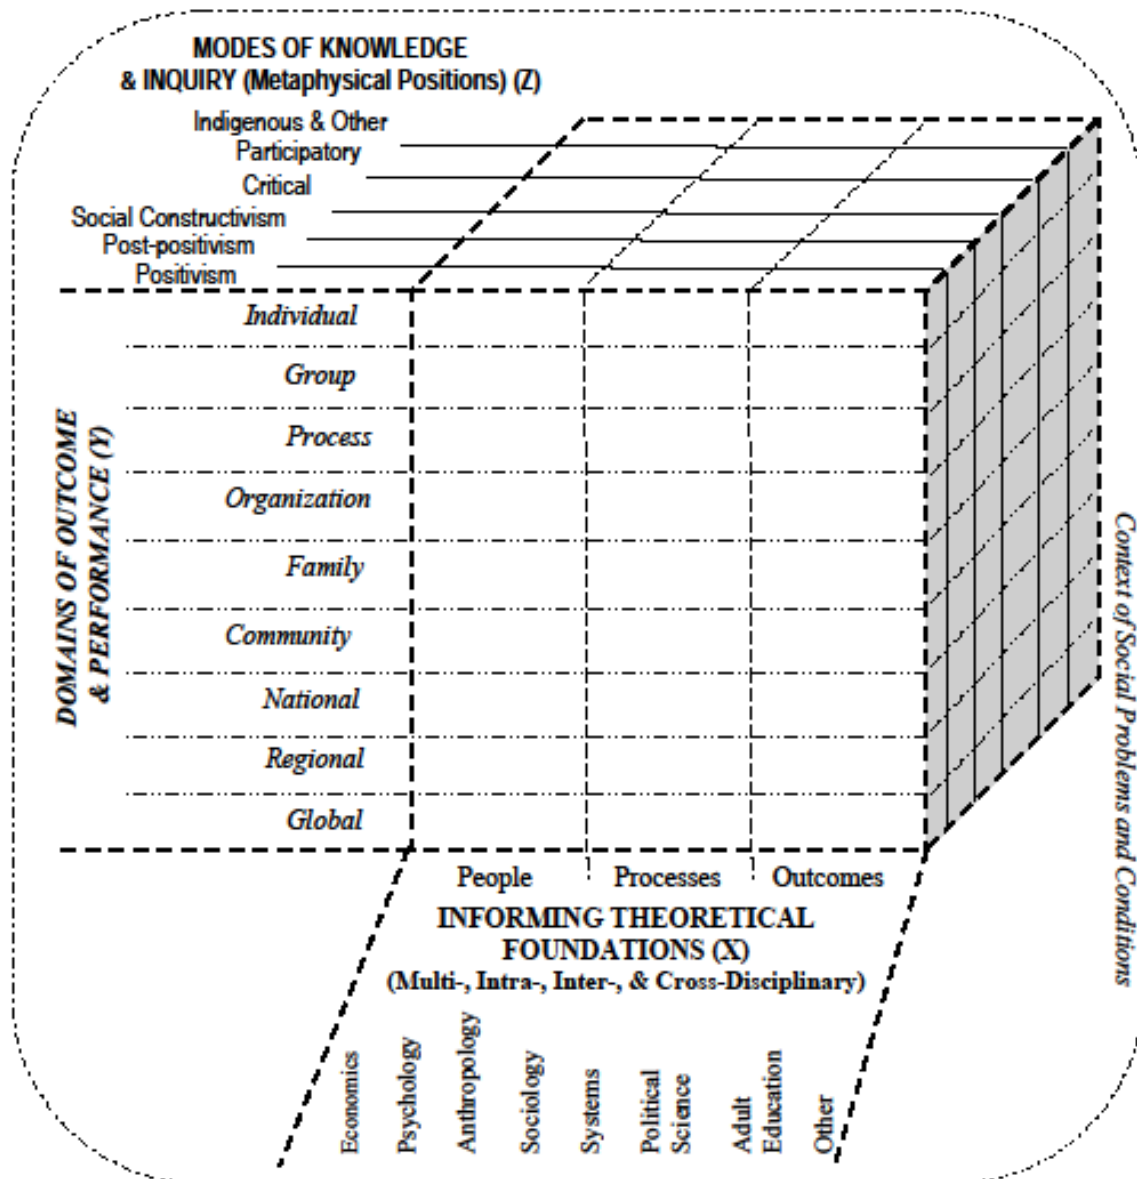 MODES OF KNOWLEDGE
& INQUIRY (Metaphysical Positions) (Z)
Indigenous & Other
Participatory
Critical
Social Constructivism
Post-positivism
Positivism
DOMAINS OF OUTCOME
& PERFORMANCE (Y)
Individual
Group
Process
Organization
Family
Community
National
Regional
Global
Context of Social Problems and Conditions
People
Processes
Outcomes
INFORMING THEORETICAL
FOUNDATIONS (X)
(Multi-, Intra-, Inter-, & Cross-Disciplinary)
Economics
Psychology
Anthropology
Sociology
Systems
Political
Science
Adult
Education
Other